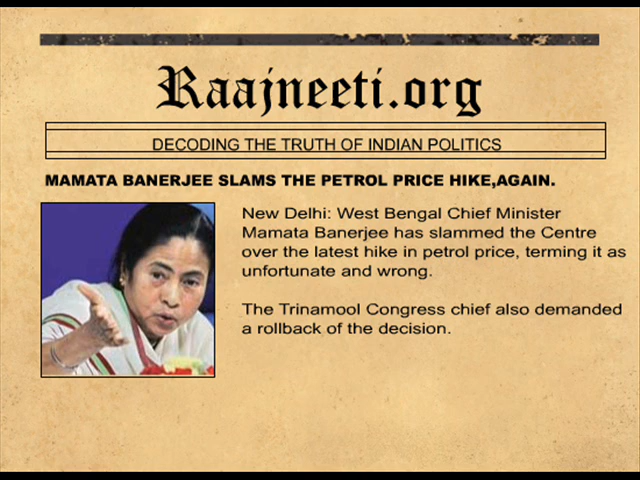 Raajneeti.org
DECODING THE TRUTH OF INDIAN POLITICS
MAMATA BANERJEE SLAMS THE PETROL PRICE HIKE,AGAIN.
New Delhi: West Bengal Chief Minister
Mamata Banerjee has slammed the Centre
over the latest hike in petrol price, terming it as
unfortunate and wrong.
The Trinamool Congress chief also demanded
a rollback of the decision.